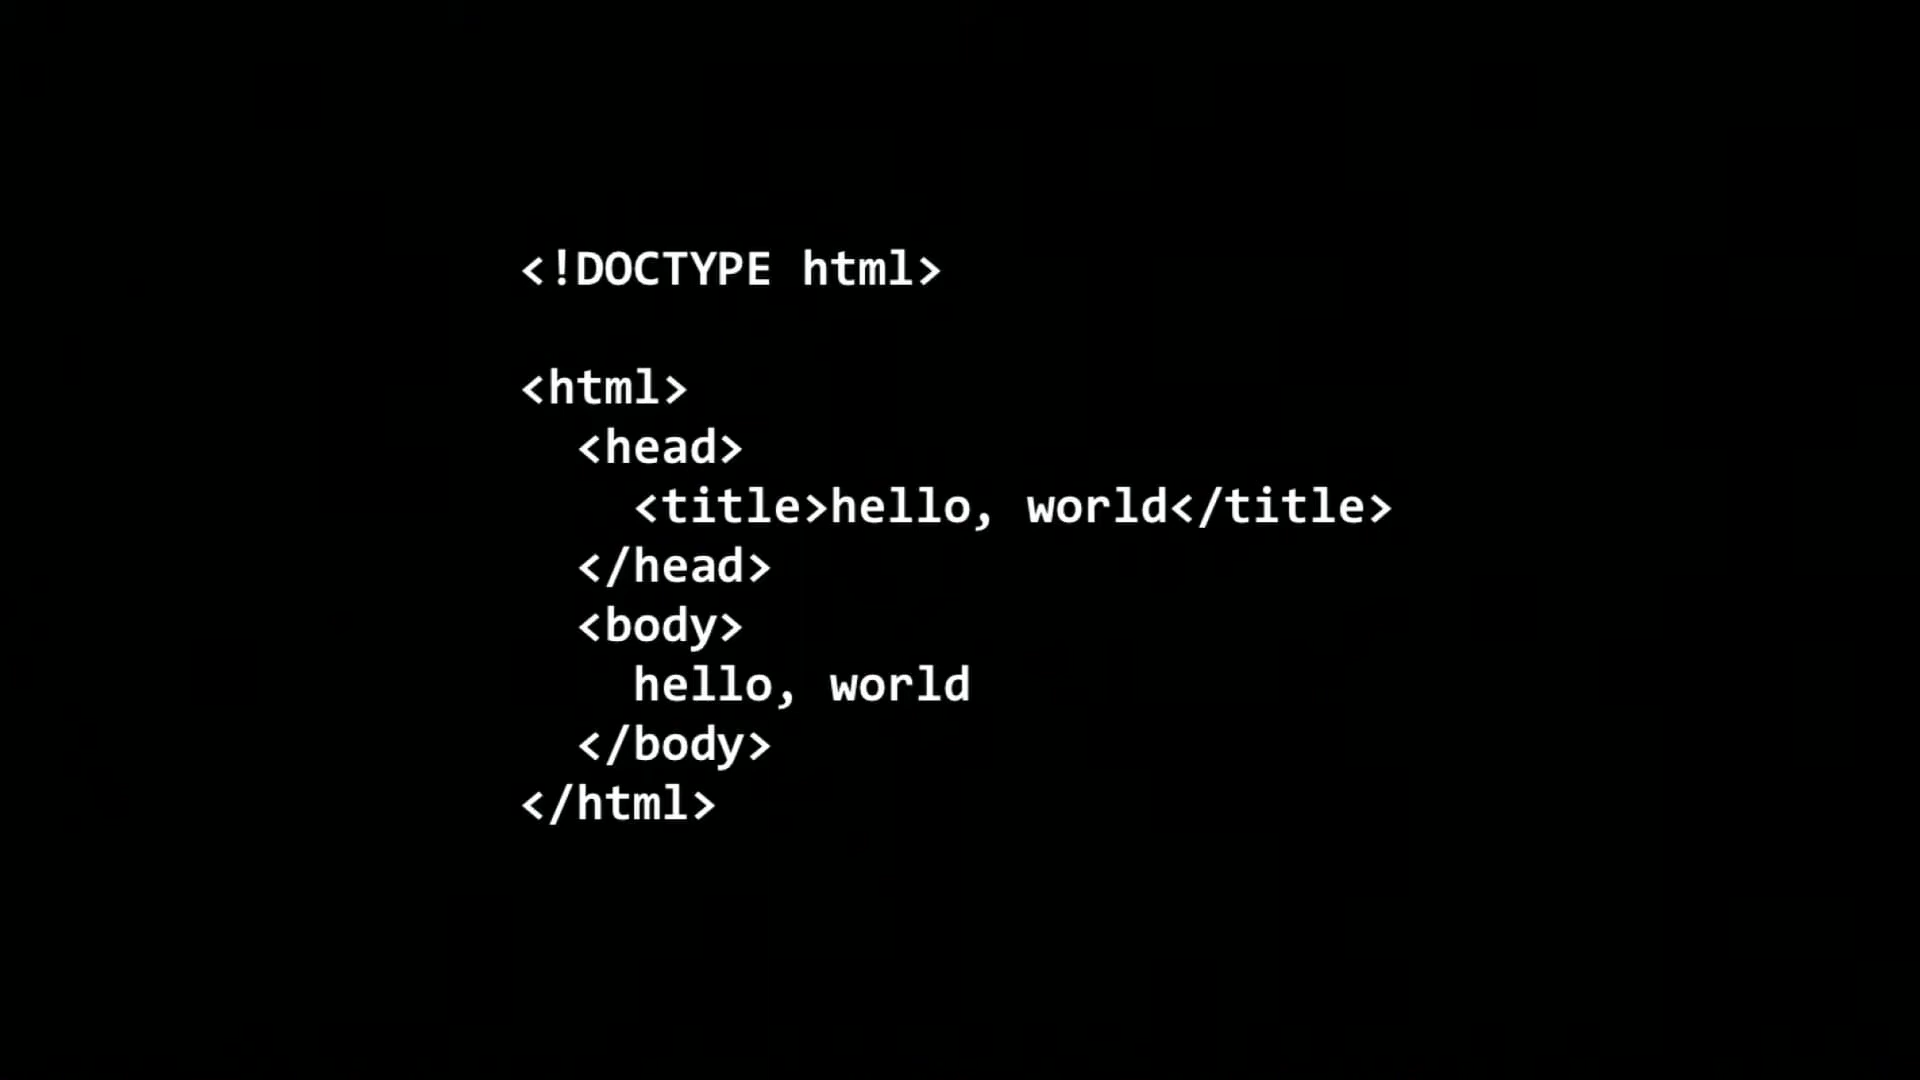 <!DOCTYPE html>
<html>
<head>
<title>hello, world</title>
</head>
<body>
hello, world
</body>
</html>